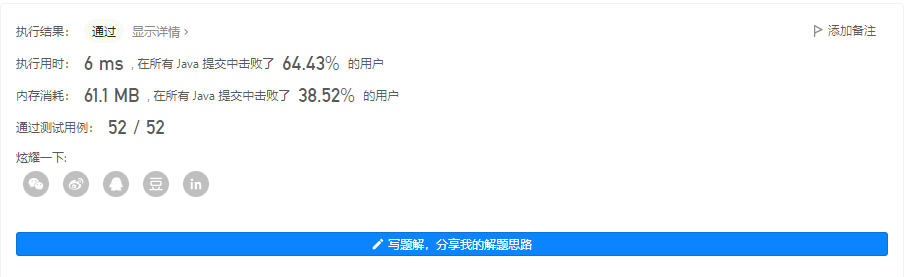 执行结果： 通过 显示详情 > 添加备注
执行用时： 6 ms , 在所有 Java 提交中击败了 64.43% 的用户
内存消耗： 61.1 MB , 在所有 Java 提交中击败了 38.52% 的用户
通过测试用例： 52 / 52
炫耀一下:
豆 in
写题解，分享我的解题思路